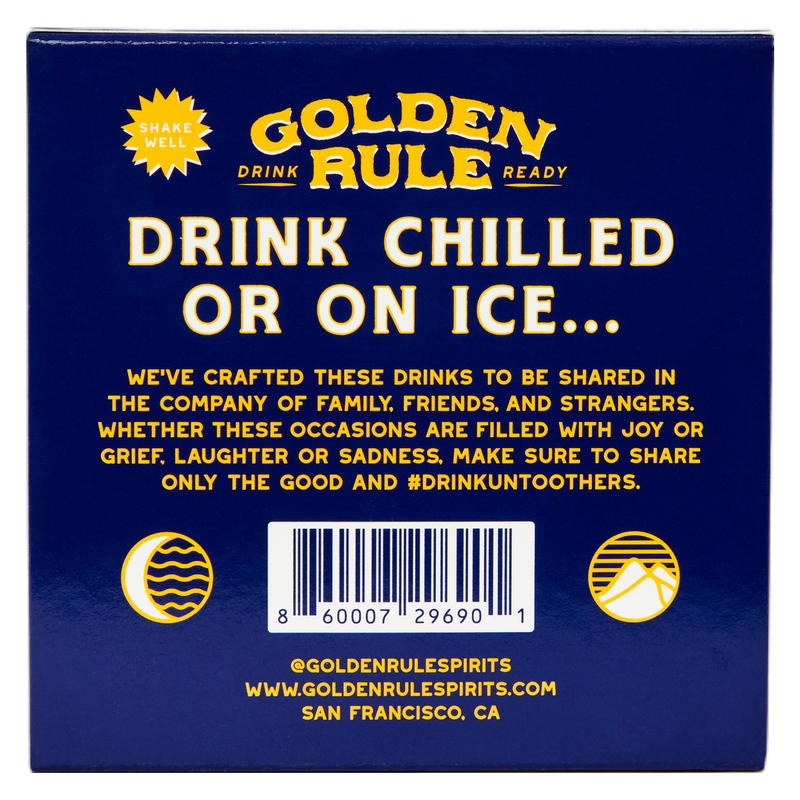 SHAKE
WELL
GOLDEN
DRINK RULE READY
DRINK CHILLED
OR ON ICE...
WE'VE CRAFTED THESE DRINKS TO BE SHARED IN
THE COMPANY OF FAMILY, FRIENDS, AND STRANGERS.
WHETHER THESE OCCASIONS ARE FILLED WITH JOY OR
GRIEF, LAUGHTER OR SADNESS, MAKE SURE TO SHARE
ONLY THE GOOD AND #DRINKUNTOOTHERS.
8 60007 29690 1
@GOLDENRULESPIRITS
WWW.GOLDENRULESPIRITS.COM
SAN FRANCISCO, CA